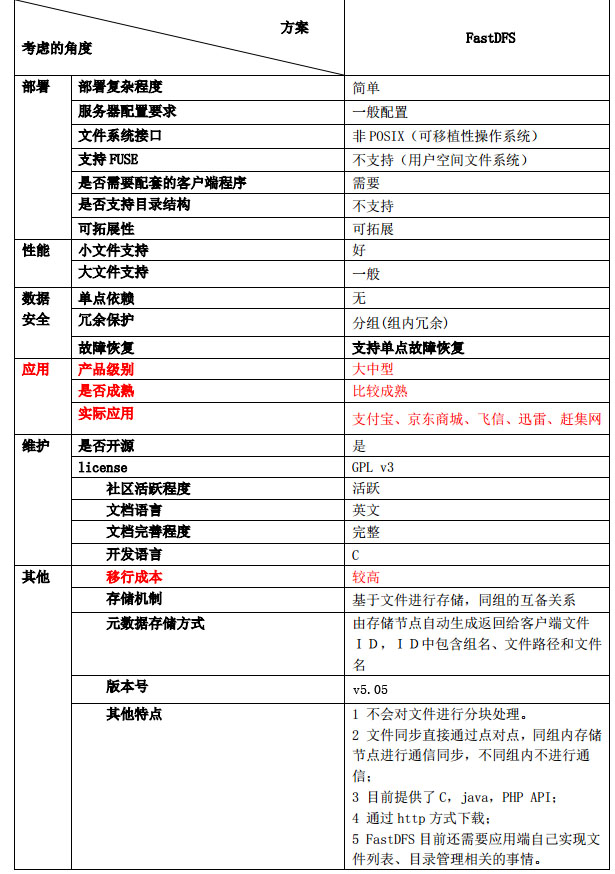 方案
考虑的角度
FastDFS
部署 部署复杂程度 简单
服务器配置要求 一般配置
文件系统接口 非 POSIX（可移植性操作系统）
支持 FUSE 不支持（用户空间文件系统）
是否需要配套的客户端程序 需要
是否支持目录结构 不支持
可拓展性 可拓展
性能 小文件支持 好
大文件支持 一般
数据 单点依赖 无
安全 冗余保护 分组(组内冗余)
故障恢复 支持单点故障恢复
应用 产品级别 大中型
是否成熟 比较成熟
实际应用 支付宝、京东商城、飞信、迅雷、赶集网
维护 是否开源 是
license GPL v3
社区活跃程度 活跃
文档语言 英文
文档完善程度 完整
开发语言 C
其他 移行成本 较高
存储机制 基于文件进行存储，同组的互备关系
元数据存储方式 由存储节点自动生成返回给客户端文件
ＩＤ，ＩＤ中包含组名、文件路径和文件
名
版本号 v5.05
其他特点 1 不会对文件进行分块处理。
2 文件同步直接通过点对点，同组内存储
节点进行通信同步，不同组内不进行通
信；
3 目前提供了 C，java，PHP API；
4 通过 http 方式下载；
5 FastDFS 目前还需要应用端自己实现文
件列表、目录管理相关的事情。